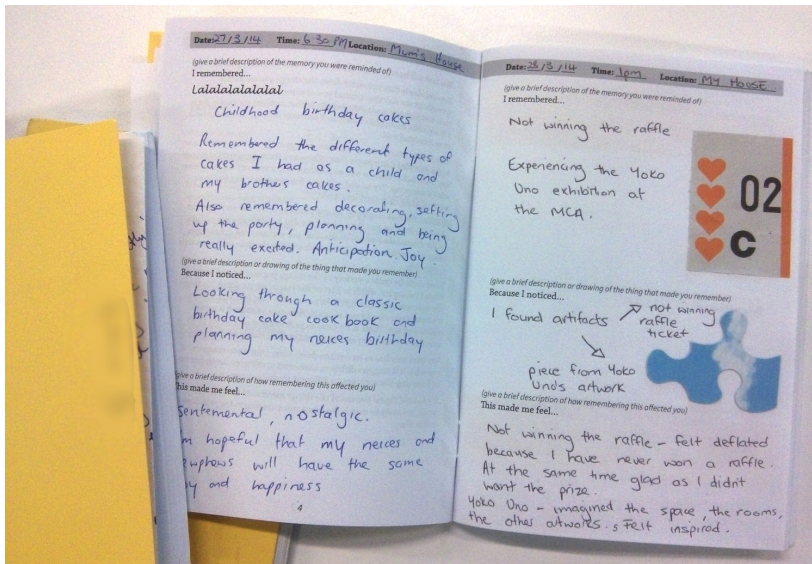 Date: 27/3/14 Time: 6 30 PM Location: Mum's House
(give a brief description of the memory you were reminded of)
I remembered...
Lalalalalalalal
Childhood birthday cakes
Remembered the different types of
cakes I had as a child and
my brothers cakes.
Also remembered decorating, setting
up the party, planning and being
really excited. Anticipation Joy.
(give a brief description or drawing of the thing that made you remember)
Because I noticed...
Looking through a classic
birthday cake cook book and
planning my neices birthday
give a brief description of how remembering this affected you)
his made me feel...
sentemental, nostalgic.
m hopeful that my neices and
ewphews will have the same
oy and happiness
4
Date: 28/3/14 Time: 1pm Location: MY HOUSE
(give a brief description of the memory you were reminded of)
I remembered...
Not winning the raffle
Experiencing the Yoko
Uno exhibition at
the MCA.
02
C
(give a brief description or drawing of the thing that made you remember)
Because I noticed...
I found artifacts
not winning
raffle
ticket
piece from Yoko
Uno's artwork
(give a brief description of how remembering this affected you)
This made me feel...
Not winning the raffle - felt deflated
because I have never won a raffle.
At the same time glad as I didn't
want the prize.
Yoko Uno - imagined the space, the rooms,
the other artworks. Felt inspired.
5